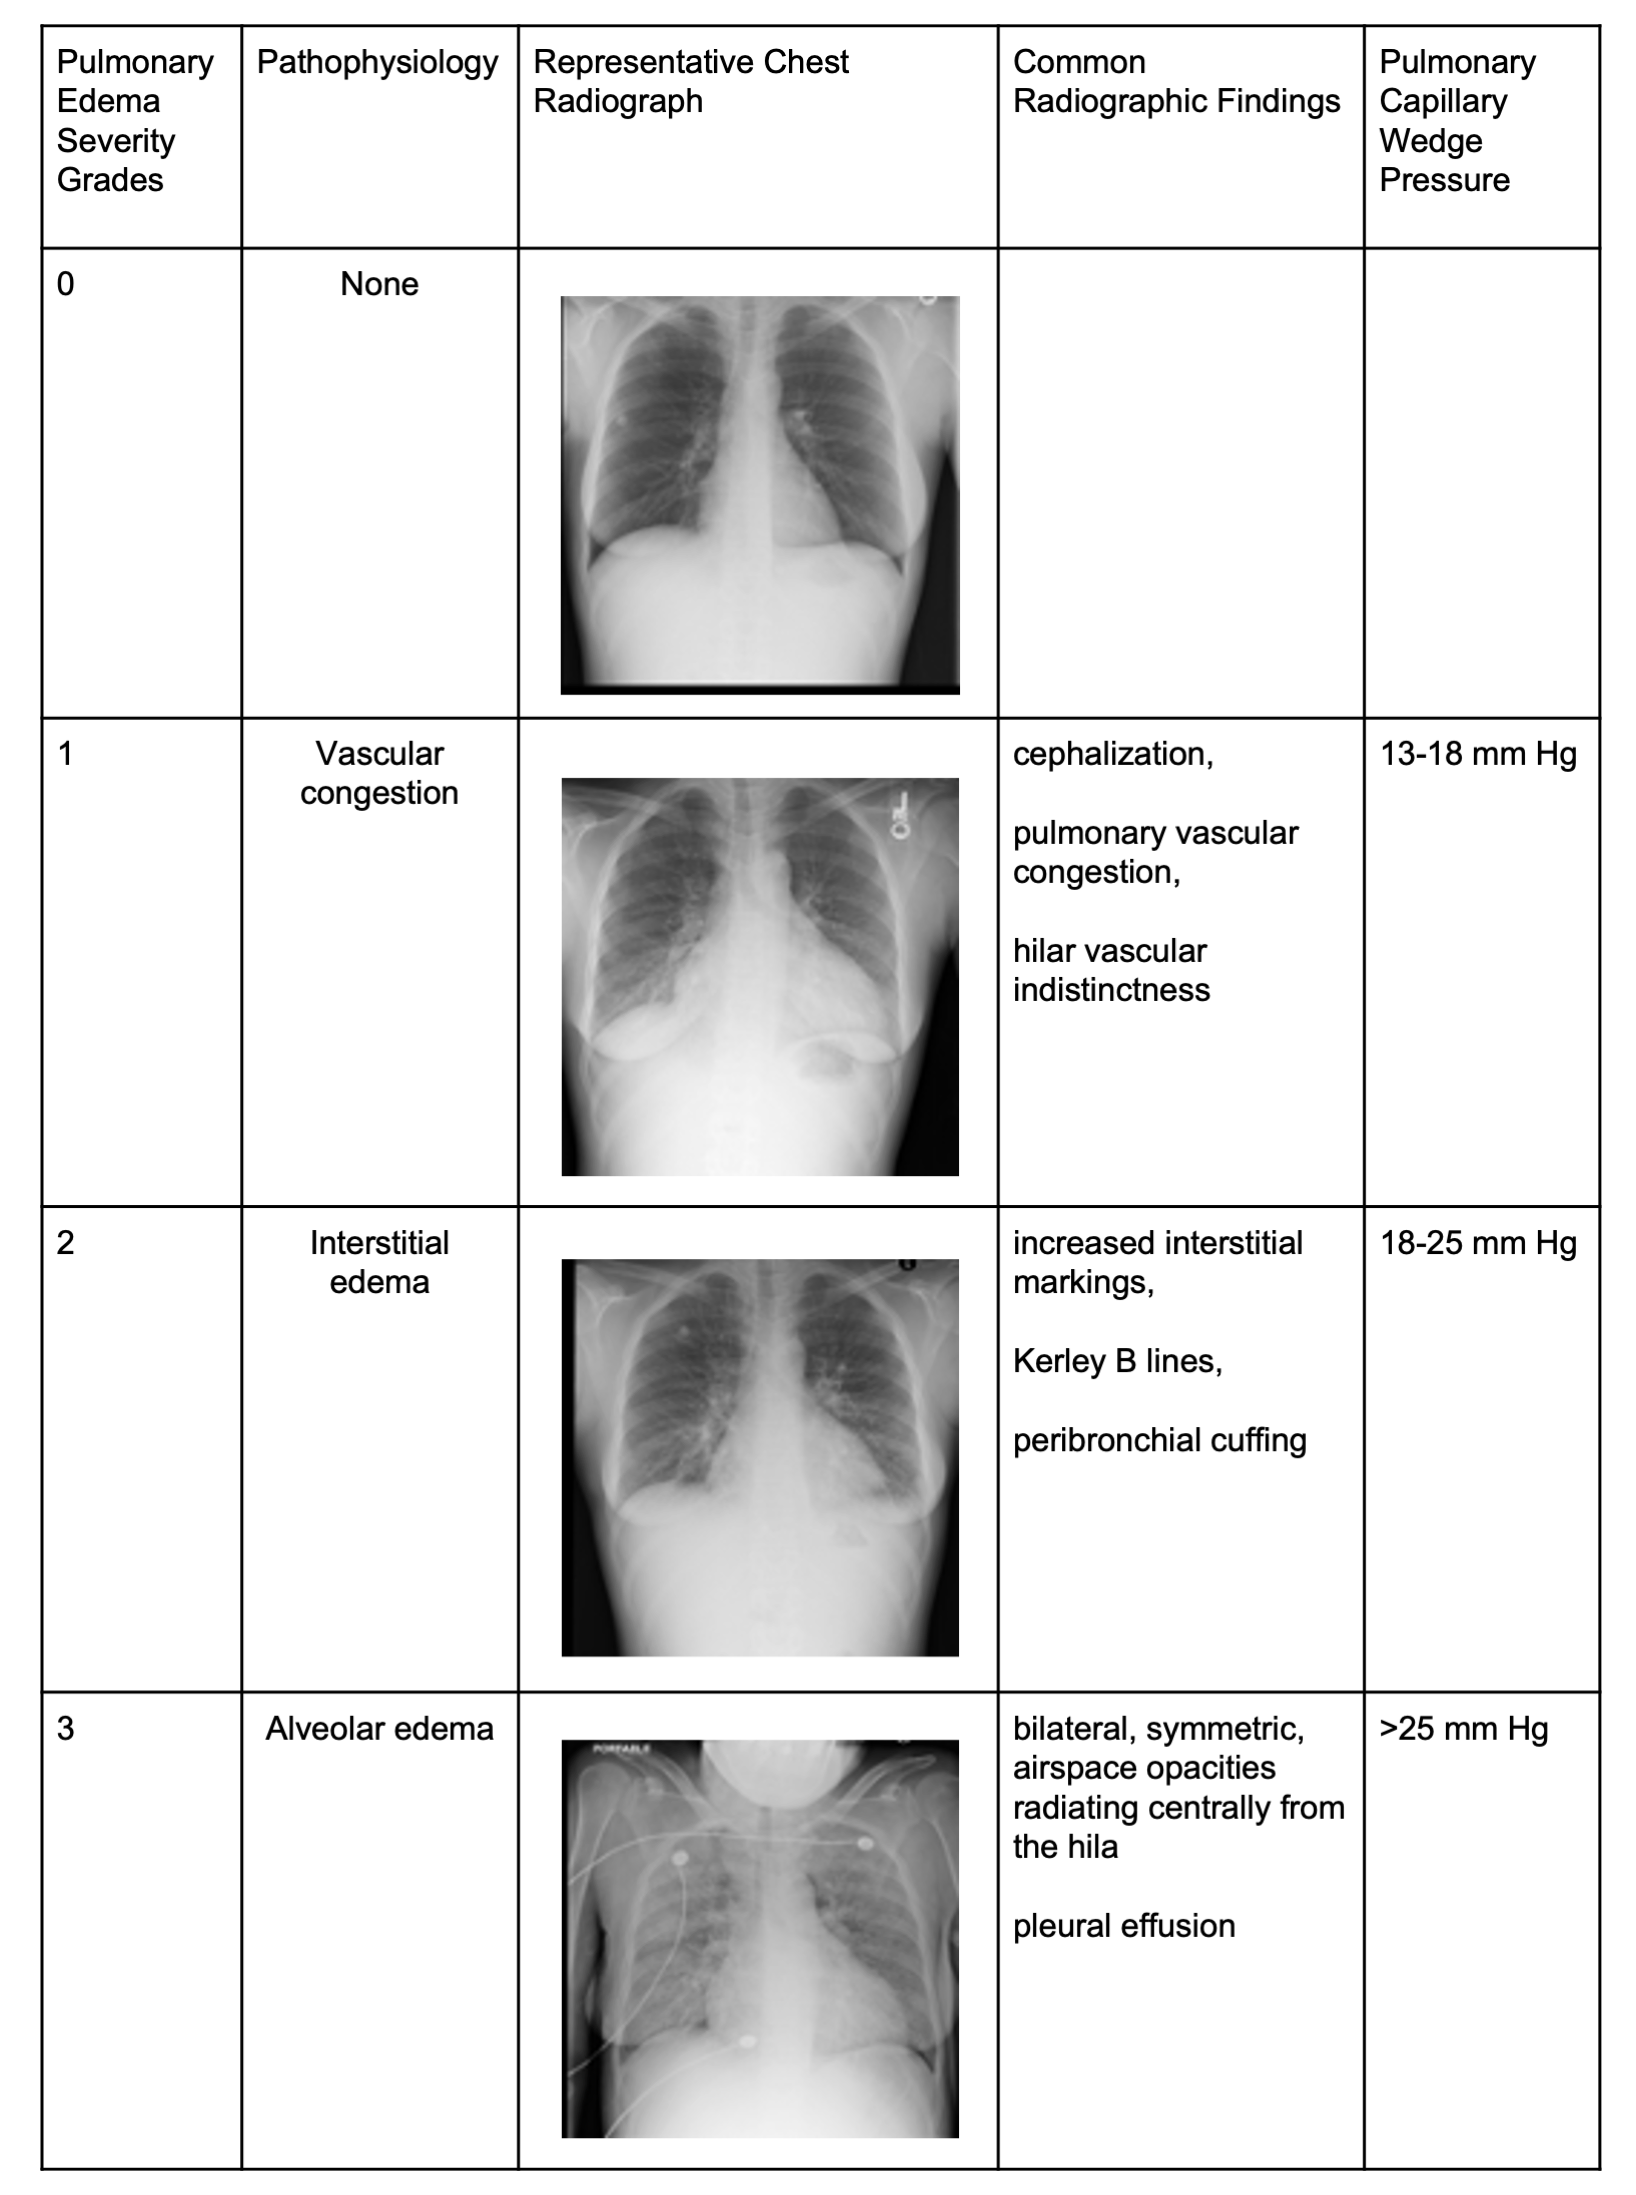 Pulmonary
Edema
Severity
Grades
Pathophysiology
Representative Chest
Radiograph
Common
Radiographic Findings
Pulmonary
Capillary
Wedge
Pressure
0
None
1
Vascular
congestion
cephalization,
pulmonary vascular
congestion,
hilar vascular
indistinctness
13-18 mm Hg
2
Interstitial
edema
increased interstitial
markings,
Kerley B lines,
peribronchial cuffing
18-25 mm Hg
3
Alveolar edema
PORTABLE
bilateral, symmetric,
airspace opacities
radiating centrally from
the hila
pleural effusion
>25 mm Hg